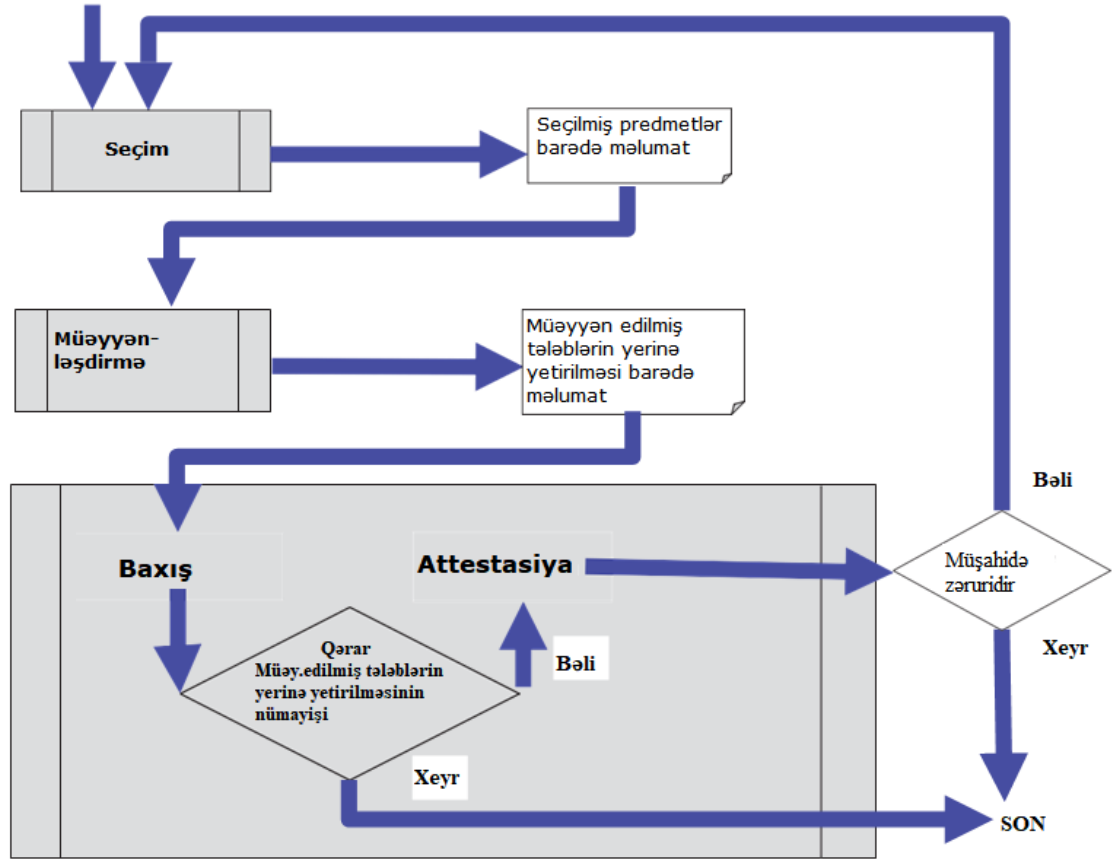 Seçim
Seçilmiş predmetlər
barədə məlumat
Müəyyən-
ləşdirmə
Müəyyən edilmiş
tələblərin yerinə
yetirilməsi barədə
məlumat
Baxış
Attestasiya
Qərar
Müəy.edilmiş tələblərin
yerinə yetirilməsinin
nümayişi
Bəli
Xeyr
Bəli
Müşahidə
zəruridir
Xeyr
SON